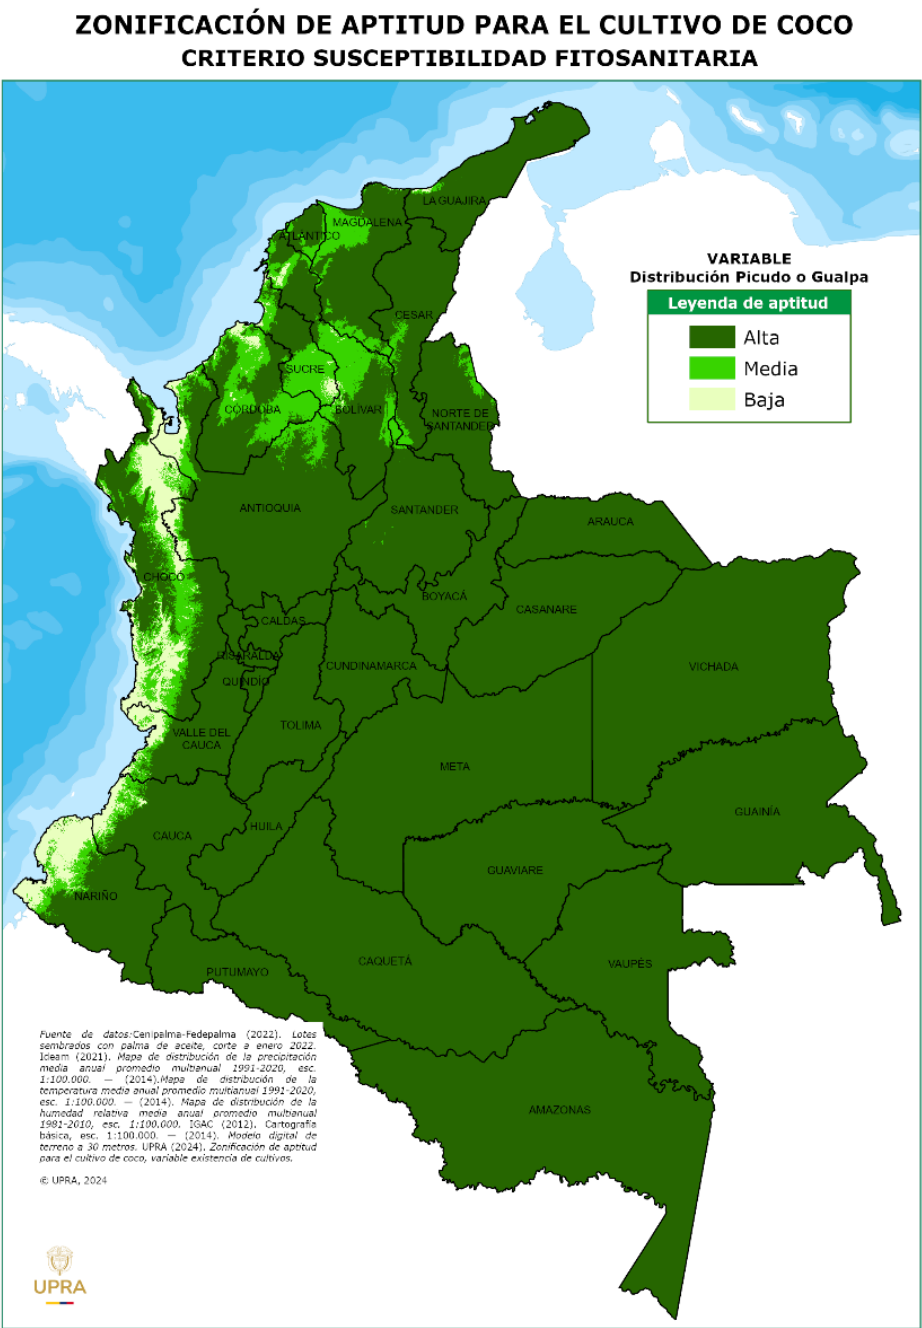 ZONIFICACIÓN DE APTITUD PARA EL CULTIVO DE COCO
CRITERIO SUSCEPTIBILIDAD FITOSANITARIA
LA GUAJIRA
MAGDALENA
ATLÁNTICO
VARIABLE
Distribución Picudo o Gualpa
Leyenda de aptitud
Alta
Media
Baja
CESAR
SUCRE
CÓRDOBA
BOLÍVAR
NORTE DE
SANTANDER
ANTIOQUIA
SANTANDER
ARAUCA
CHOCÓ
BOYACÁ
CASANARE
CALDAS
RISARALDA
CUNDINAMARCA
VICHADA
QUINDÍO
TOLIMA
VALLE DEL
CAUCA
META
GUAINÍA
HUILA
CAUCA
GUAVIARE
NARIÑO
CAQUETÁ
VAUPÉS
PUTUMAYO
AMAZONAS
Fuente de datos:Cenipalma-Fedepalma (2022). Lotes
sembrados con palma de aceite, corte a enero 2022.
Ideam (2021). Mapa de distribución de la precipitación
media anual promedio multianual 1991-2020, esc.
1:100.000. — (2014).Mapa de distribución de la
temperatura media anual promedio multianual 1991-2020,
esc. 1:100.000. — (2014). Mapa de distribución de la
humedad relativa media anual promedio multianual
1981-2010, esc. 1:100.000. IGAC (2012). Cartografía
básica, esc. 1:100.000. — (2014). Modelo digital de
terreno a 30 metros. UPRA (2024). Zonificación de aptitud
para el cultivo de coco, variable existencia de cultivos.
© UPRA, 2024
UPRA